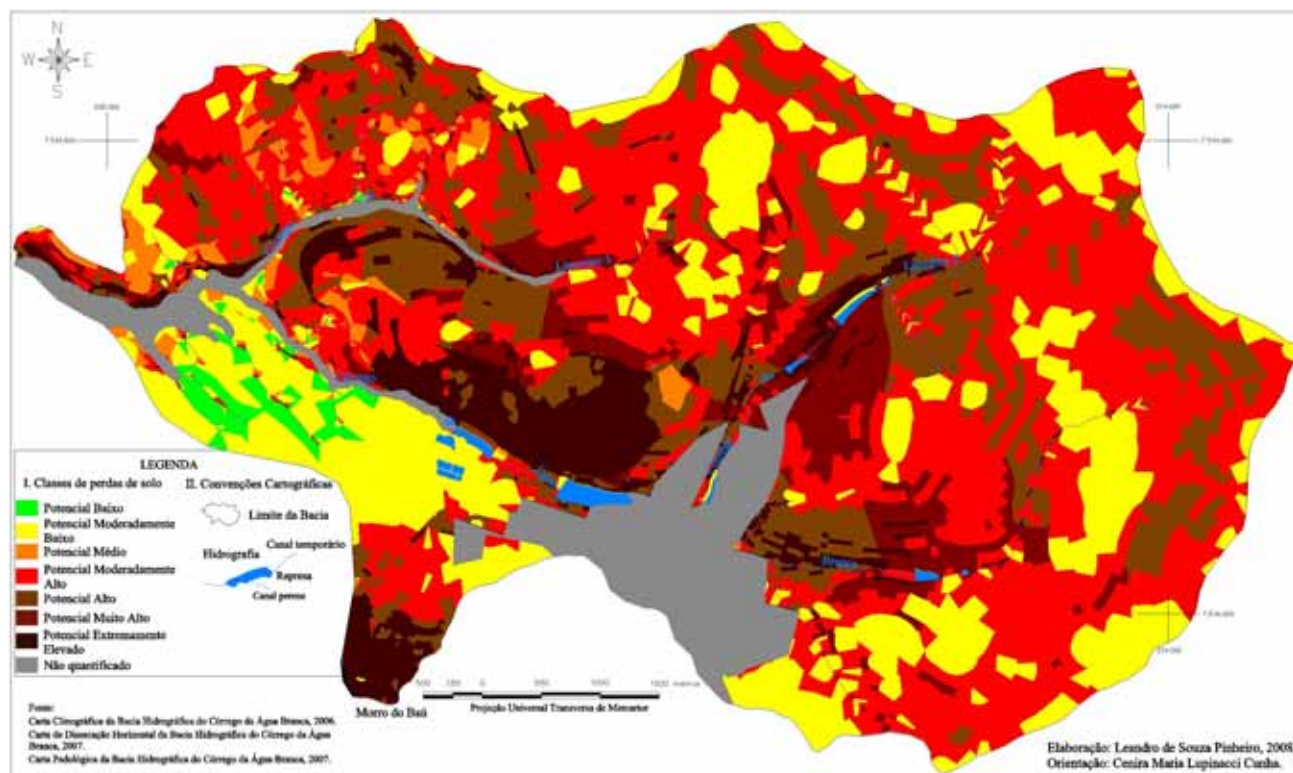 N
W E
S
LEGENDA
I. Classes de perdas de solo
Potencial Baixo
Potencial Moderadamente
Baixo
Potencial Médio
Potencial Moderadamente
Alto
Potencial Alto
Potencial Muito Alto
Potencial Extremamente
Elevado
Não quantificado
II. Convenções Cartográficas
Limite da Bacia
Hidrografia
Canal temporário
Represa
Canal perene
Morro do Baú
Projeção Universal Transversa de Mercartor
Fonte:
Carta Clinográfica da Bacia Hidrográfica do Córrego da Água Branca, 2006.
Carta de Dissecação Horizontal da Bacia Hidrográfica do Córrego da Água
Branca, 2007.
Carta Pedológica da Bacia Hidrográfica do Córrego da Água Branca, 2007.
Elaboração: Leandro de Souza Pinheiro, 2008
Orientação: Cenira Maria Lupinacci Cunha.